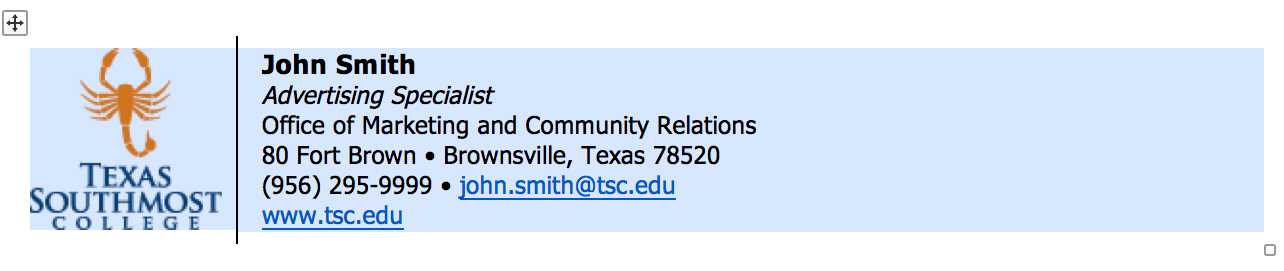 TEXAS
SOUTHMOST
COLLEGE
John Smith
Advertising Specialist
Office of Marketing and Community Relations
80 Fort Brown • Brownsville, Texas 78520
(956) 295-9999 • john.smith@tsc.edu
www.tsc.edu